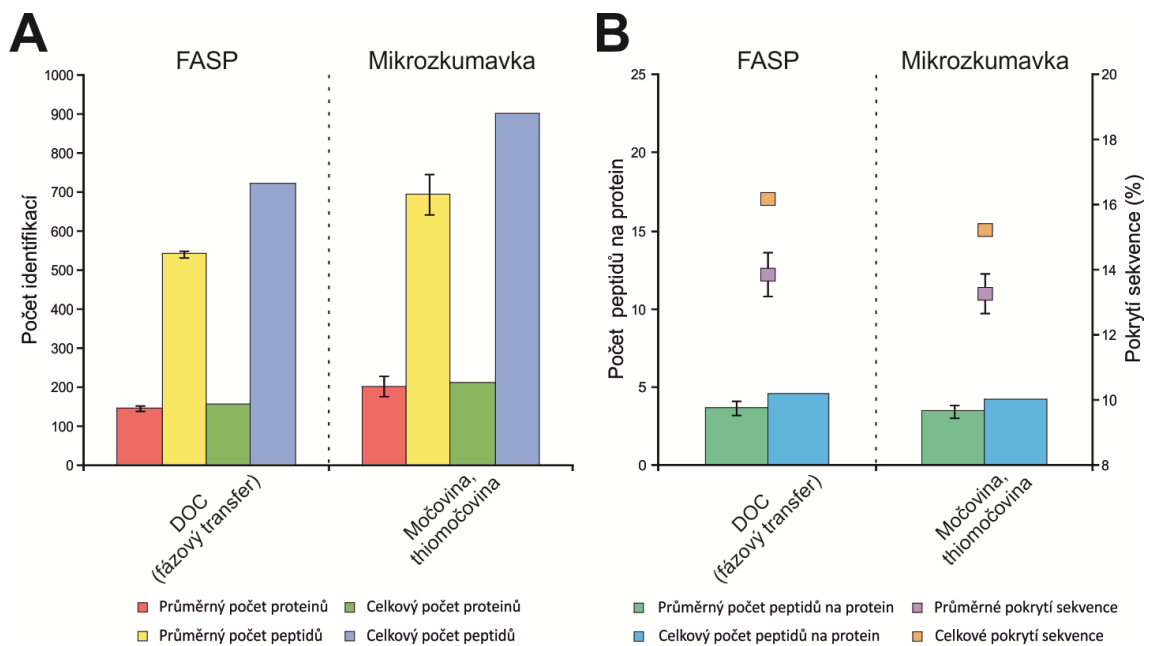 A
FASP
Mikrozkumavka
Počet identifikací
1000
900
800
700
600
500
400
300
200
100
0
DOC
(fázový transfer)
Močovina,
thiomočovina
Průměrný počet proteinů
Celkový počet proteinů
Průměrný počet peptidů
Celkový počet peptidů
B
FASP
Mikrozkumavka
Počet peptidů na protein
25
20
15
10
5
0
20
18
16
14
12
10
8
Pokrytí sekvence (%)
DOC
(fázový transfer)
Močovina,
thiomočovina
Průměrný počet peptidů na protein
Průměrné pokrytí sekvence
Celkový počet peptidů na protein
Celkové pokrytí sekvence